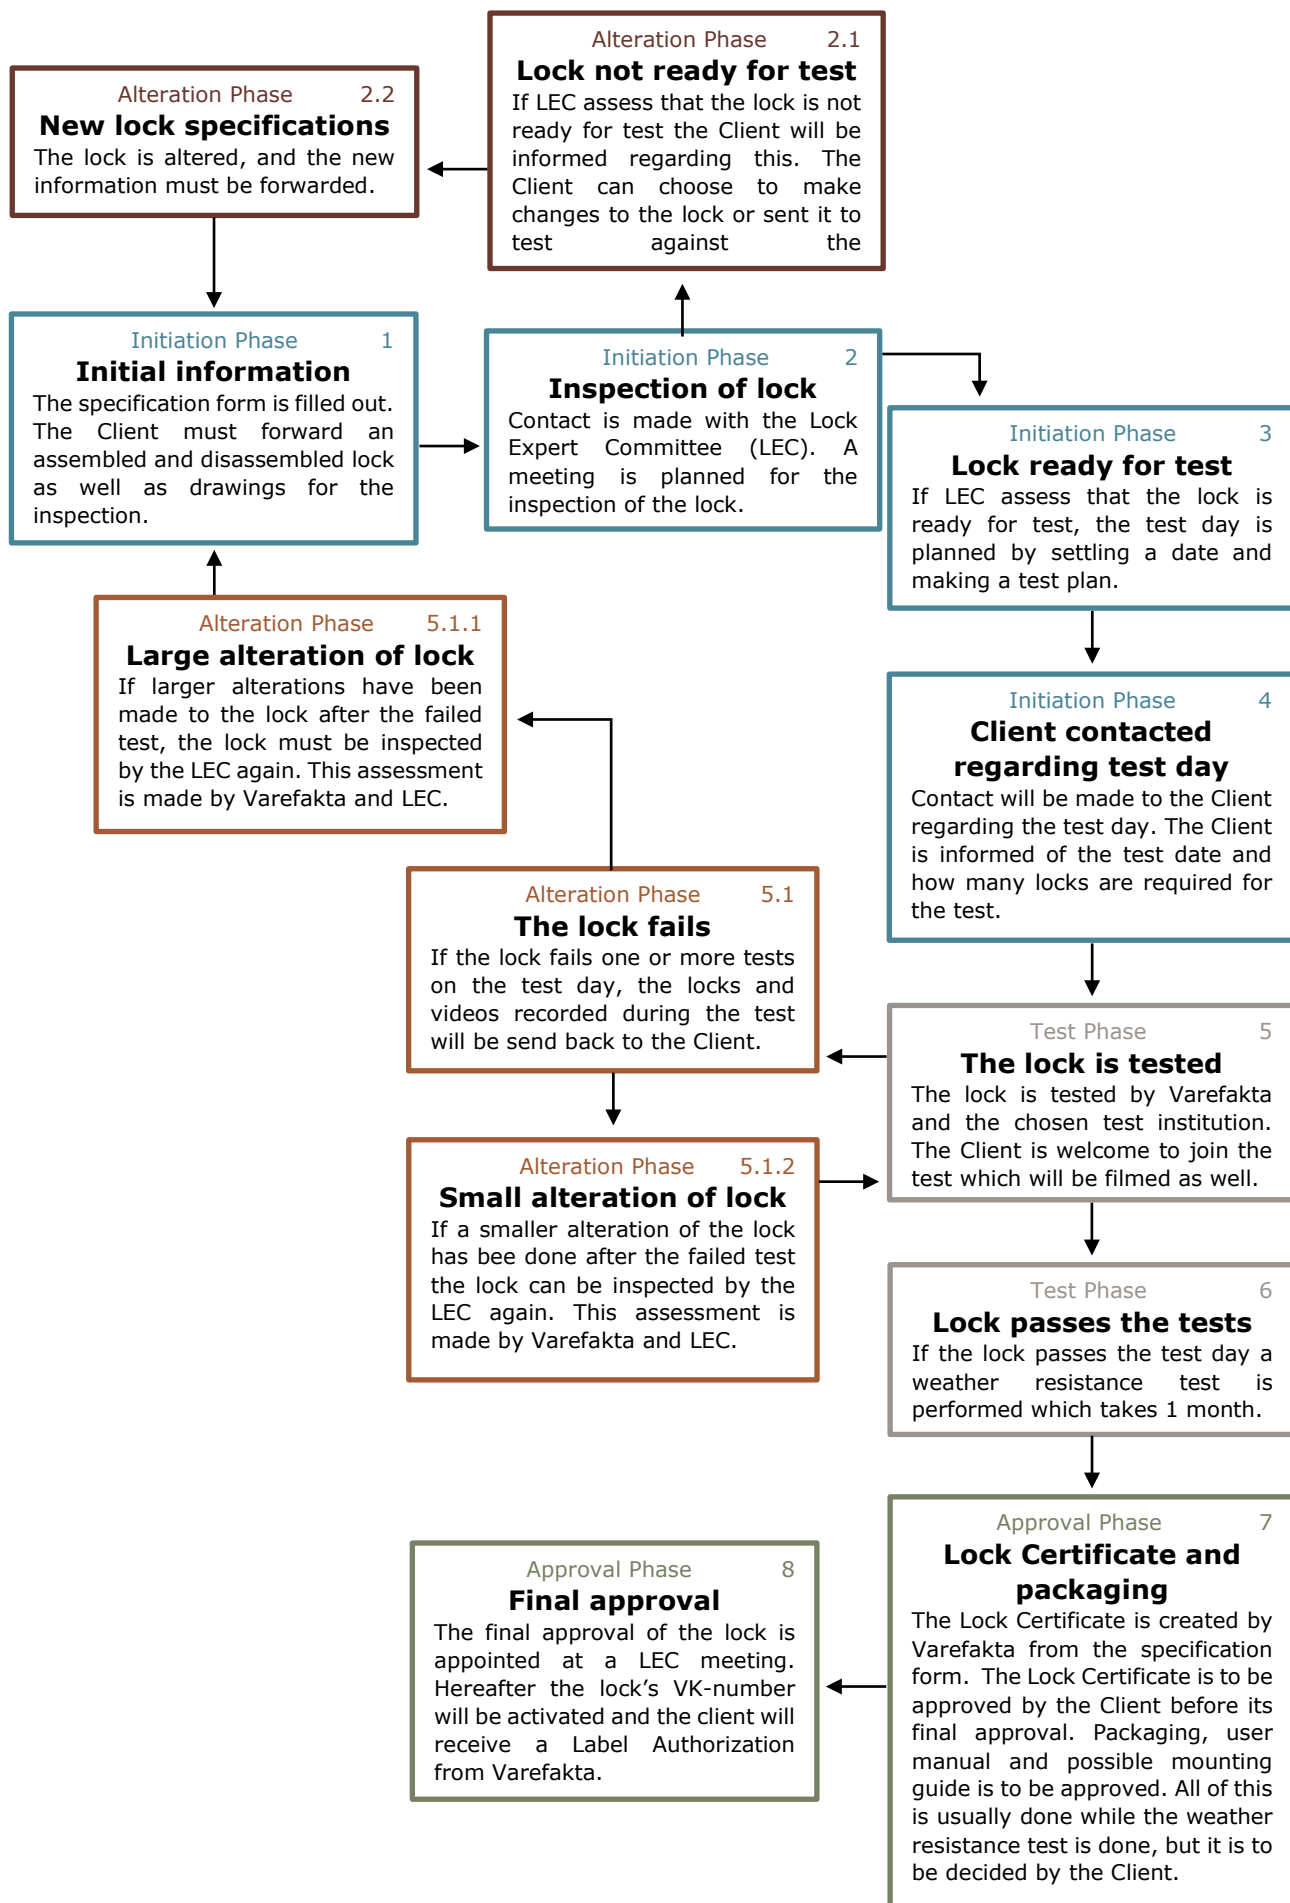 Alteration Phase 2.1
Lock not ready for test
If LEC assess that the lock is not
ready for test the Client will be
informed regarding this. The
Client can choose to make
changes to the lock or sent it to
test against the
Alteration Phase 2.2
New lock specifications
The lock is altered, and the new
information must be forwarded.
Initiation Phase 1
Initial information
The specification form is filled out.
The Client must forward an
assembled and disassembled lock
as well as drawings for the
inspection.
Initiation Phase 2
Inspection of lock
Contact is made with the Lock
Expert Committee (LEC). A
meeting is planned for the
inspection of the lock.
Initiation Phase 3
Lock ready for test
If LEC assess that the lock is
ready for test, the test day is
planned by settling a date and
making a test plan.
Alteration Phase 5.1.1
Large alteration of lock
If larger alterations have been
made to the lock after the failed
test, the lock must be inspected
by the LEC again. This assessment
is made by Varefakta and LEC.
Initiation Phase 4
Client contacted
regarding test day
Contact will be made to the Client
regarding the test day. The Client
is informed of the test date and
how many locks are required for
the test.
Alteration Phase 5.1
The lock fails
If the lock fails one or more tests
on the test day, the locks and
videos recorded during the test
will be send back to the Client.
Test Phase 5
The lock is tested
The lock is tested by Varefakta
and the chosen test institution.
The Client is welcome to join the
test which will be filmed as well.
Alteration Phase 5.1.2
Small alteration of lock
If a smaller alteration of the lock
has bee done after the failed test
the lock can be inspected by the
LEC again. This assessment is
made by Varefakta and LEC.
Test Phase 6
Lock passes the tests
If the lock passes the test day a
weather resistance test is
performed which takes 1 month.
Approval Phase 7
Lock Certificate and
packaging
The Lock Certificate is created by
Varefakta from the specification
form. The Lock Certificate is to be
approved by the Client before its
final approval. Packaging, user
manual and possible mounting
guide is to be approved. All of this
is usually done while the weather
resistance test is done, but it is to
be decided by the Client.
Approval Phase 8
Final approval
The final approval of the lock is
appointed at a LEC meeting.
Hereafter the lock’s VK-number
will be activated and the client will
receive a Label Authorization
from Varefakta.